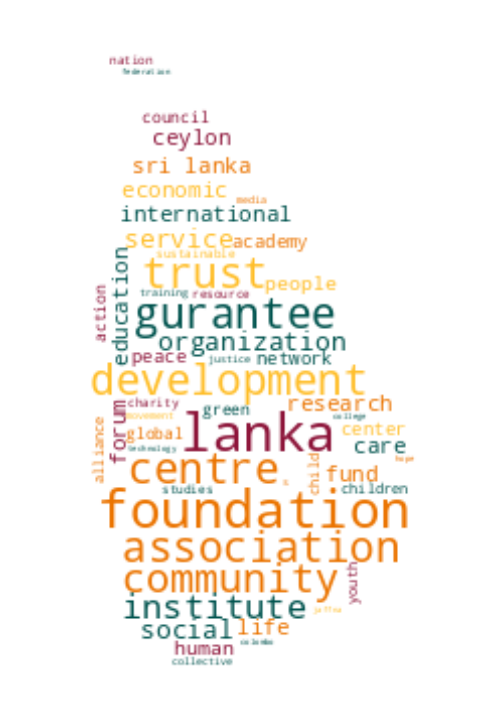 nation
federation
council
ceylon
sri lanka
economic
media
international
service
academy
sustainable
education
trust
people
training
resource
action
gurantee
organization
peace
justice
network
development
charity
forum
movement
green
research
college
alliance
global
lanka
center
technology
care
centre
child
fund
hope
studies
children
foundation
association
community
youth
institute
jaffna
social
life
colombo
human
collective